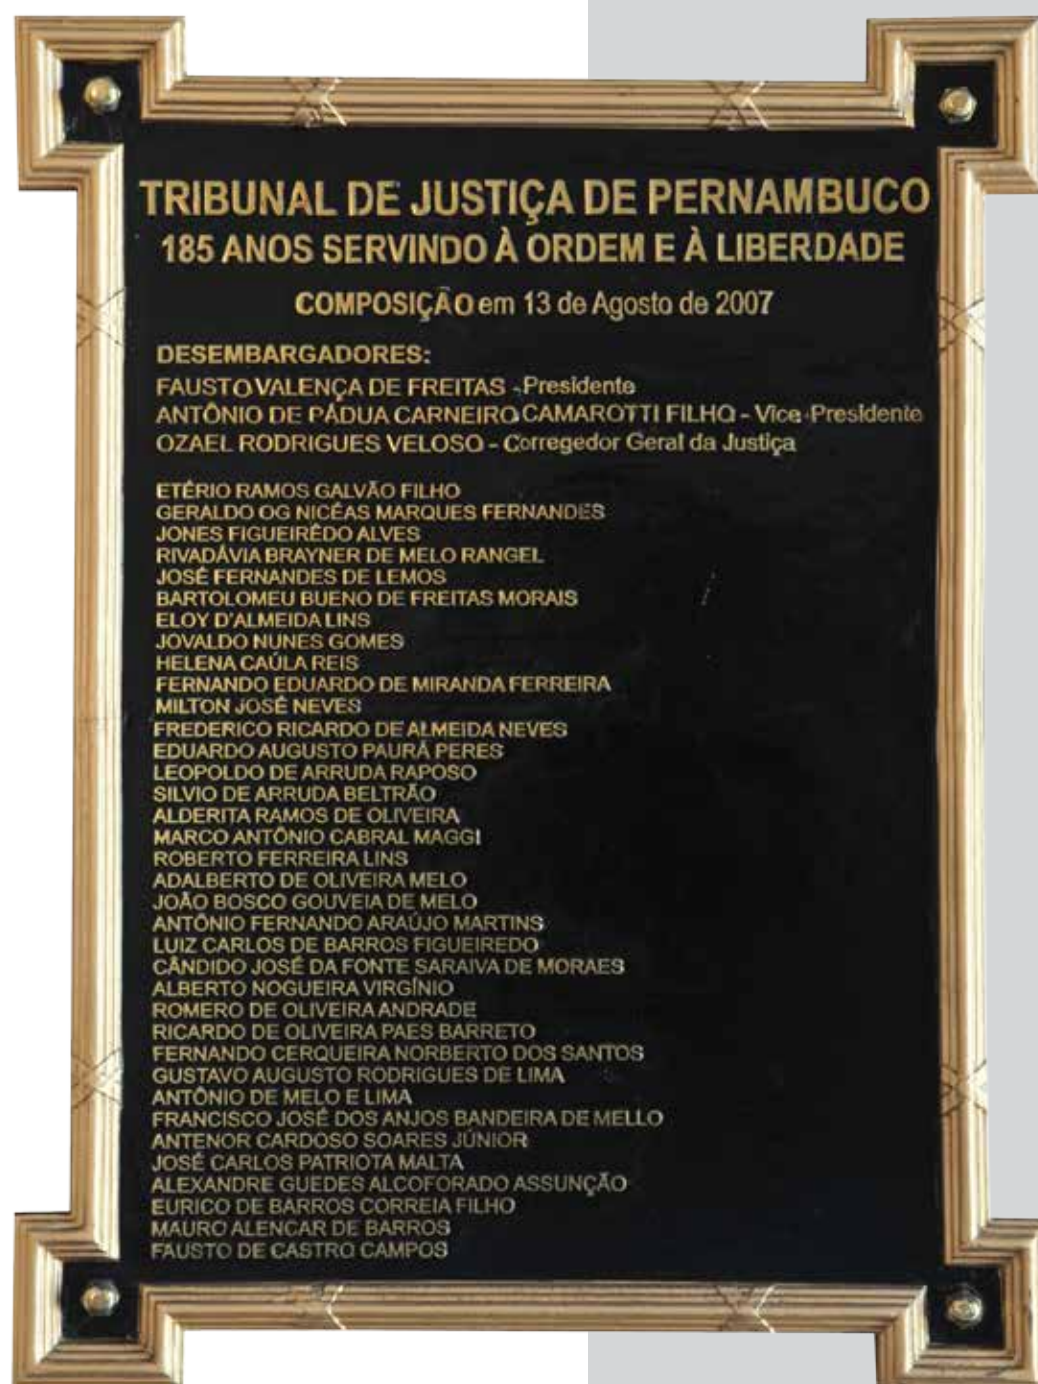 TRIBUNAL DE JUSTIÇA DE PERNAMBUCO
185 ANOS SERVINDO À ORDEM E À LIBERDADE
COMPOSIÇÃO em 13 de Agosto de 2007
DESEMBARGADORES:
FAUSTO VALENÇA DE FREITAS - Presidente
ANTÔNIO DE PÁDUA CARNEIRO CAMAROTTI FILHO - Vice-Presidente
OZAEL RODRIGUES VELOSO - Corregedor Geral da Justiça
ETÉRIO RAMOS GALVÃO FILHO
GERALDO OG NICÉAS MARQUES FERNANDES
JONES FIGUEIRÊDO ALVES
RIVADÁVIA BRAYNER DE MELO RANGEL
JOSÉ FERNANDES DE LEMOS
BARTOLOMEU BUENO DE FREITAS MORAIS
ELOY D'ALMEIDA LINS
JOVALDO NUNES GOMES
HELENA CAÚLA REIS
FERNANDO EDUARDO DE MIRANDA FERREIRA
MILTON JOSÉ NEVES
FREDERICO RICARDO DE ALMEIDA NEVES
EDUARDO AUGUSTO PAURÁ PERES
LEOPOLDO DE ARRUDA RAPOSO
SILVIO DE ARRUDA BELTRÃO
ALDERITA RAMOS DE OLIVEIRA
MARCO ANTÔNIO CABRAL MAGGI
ROBERTO FERREIRA LINS
ADALBERTO DE OLIVEIRA MELO
JOÃO BOSCO GOUVEIA DE MELO
ANTÔNIO FERNANDO ARAÚJO MARTINS
LUIZ CARLOS DE BARROS FIGUEIREDO
CÂNDIDO JOSÉ DA FONTE SARAIVA DE MORAES
ALBERTO NOGUEIRA VIRGÍNIO
ROMERO DE OLIVEIRA ANDRADE
RICARDO DE OLIVEIRA PAES BARRETO
FERNANDO CERQUEIRA NORBERTO DOS SANTOS
GUSTAVO AUGUSTO RODRIGUES DE LIMA
ANTÔNIO DE MELO E LIMA
FRANCISCO JOSÉ DOS ANJOS BANDEIRA DE MELLO
ANTENOR CARDOSO SOARES JÚNIOR
JOSÉ CARLOS PATRIOTA MALTA
ALEXANDRE GUEDES ALCOFORADO ASSUNÇÃO
EURICO DE BARROS CORREIA FILHO
MAURO ALENCAR DE BARROS
FAUSTO DE CASTRO CAMPOS